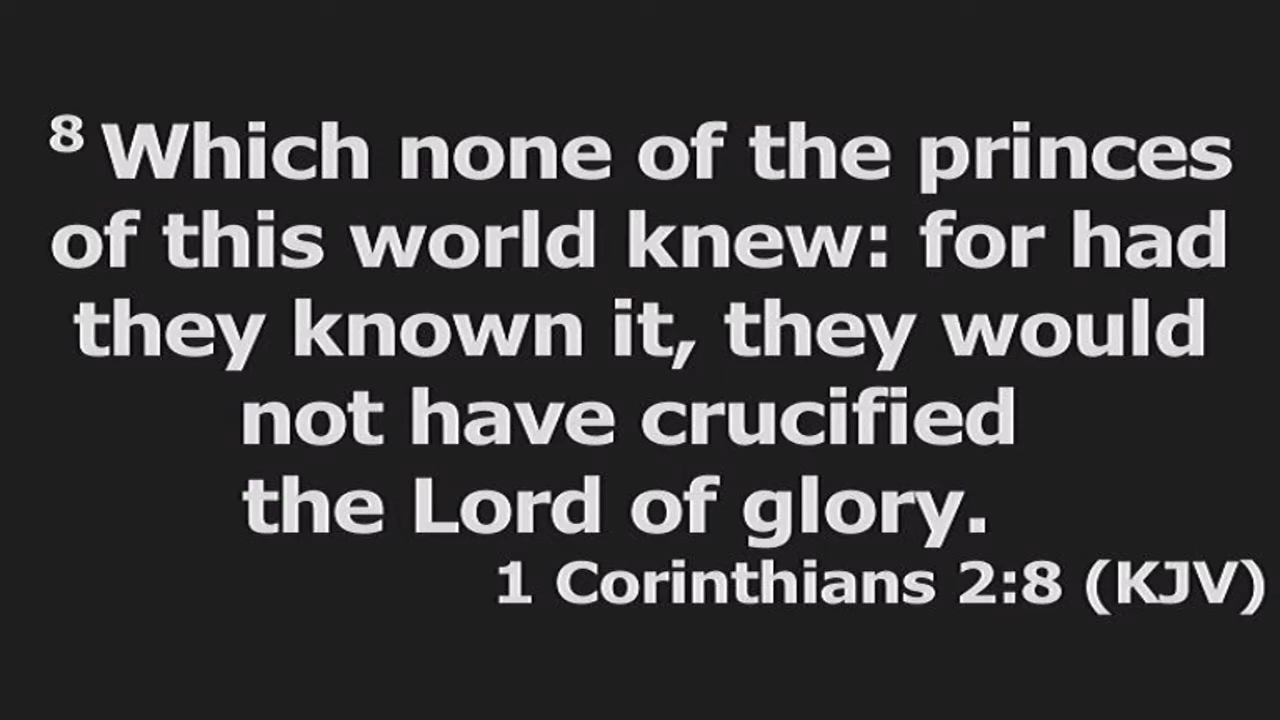 8 Which none of the princes
of this world knew: for had
they known it, they would
not have crucified
the Lord of glory.
1 Corinthians 2:8 (KJV)